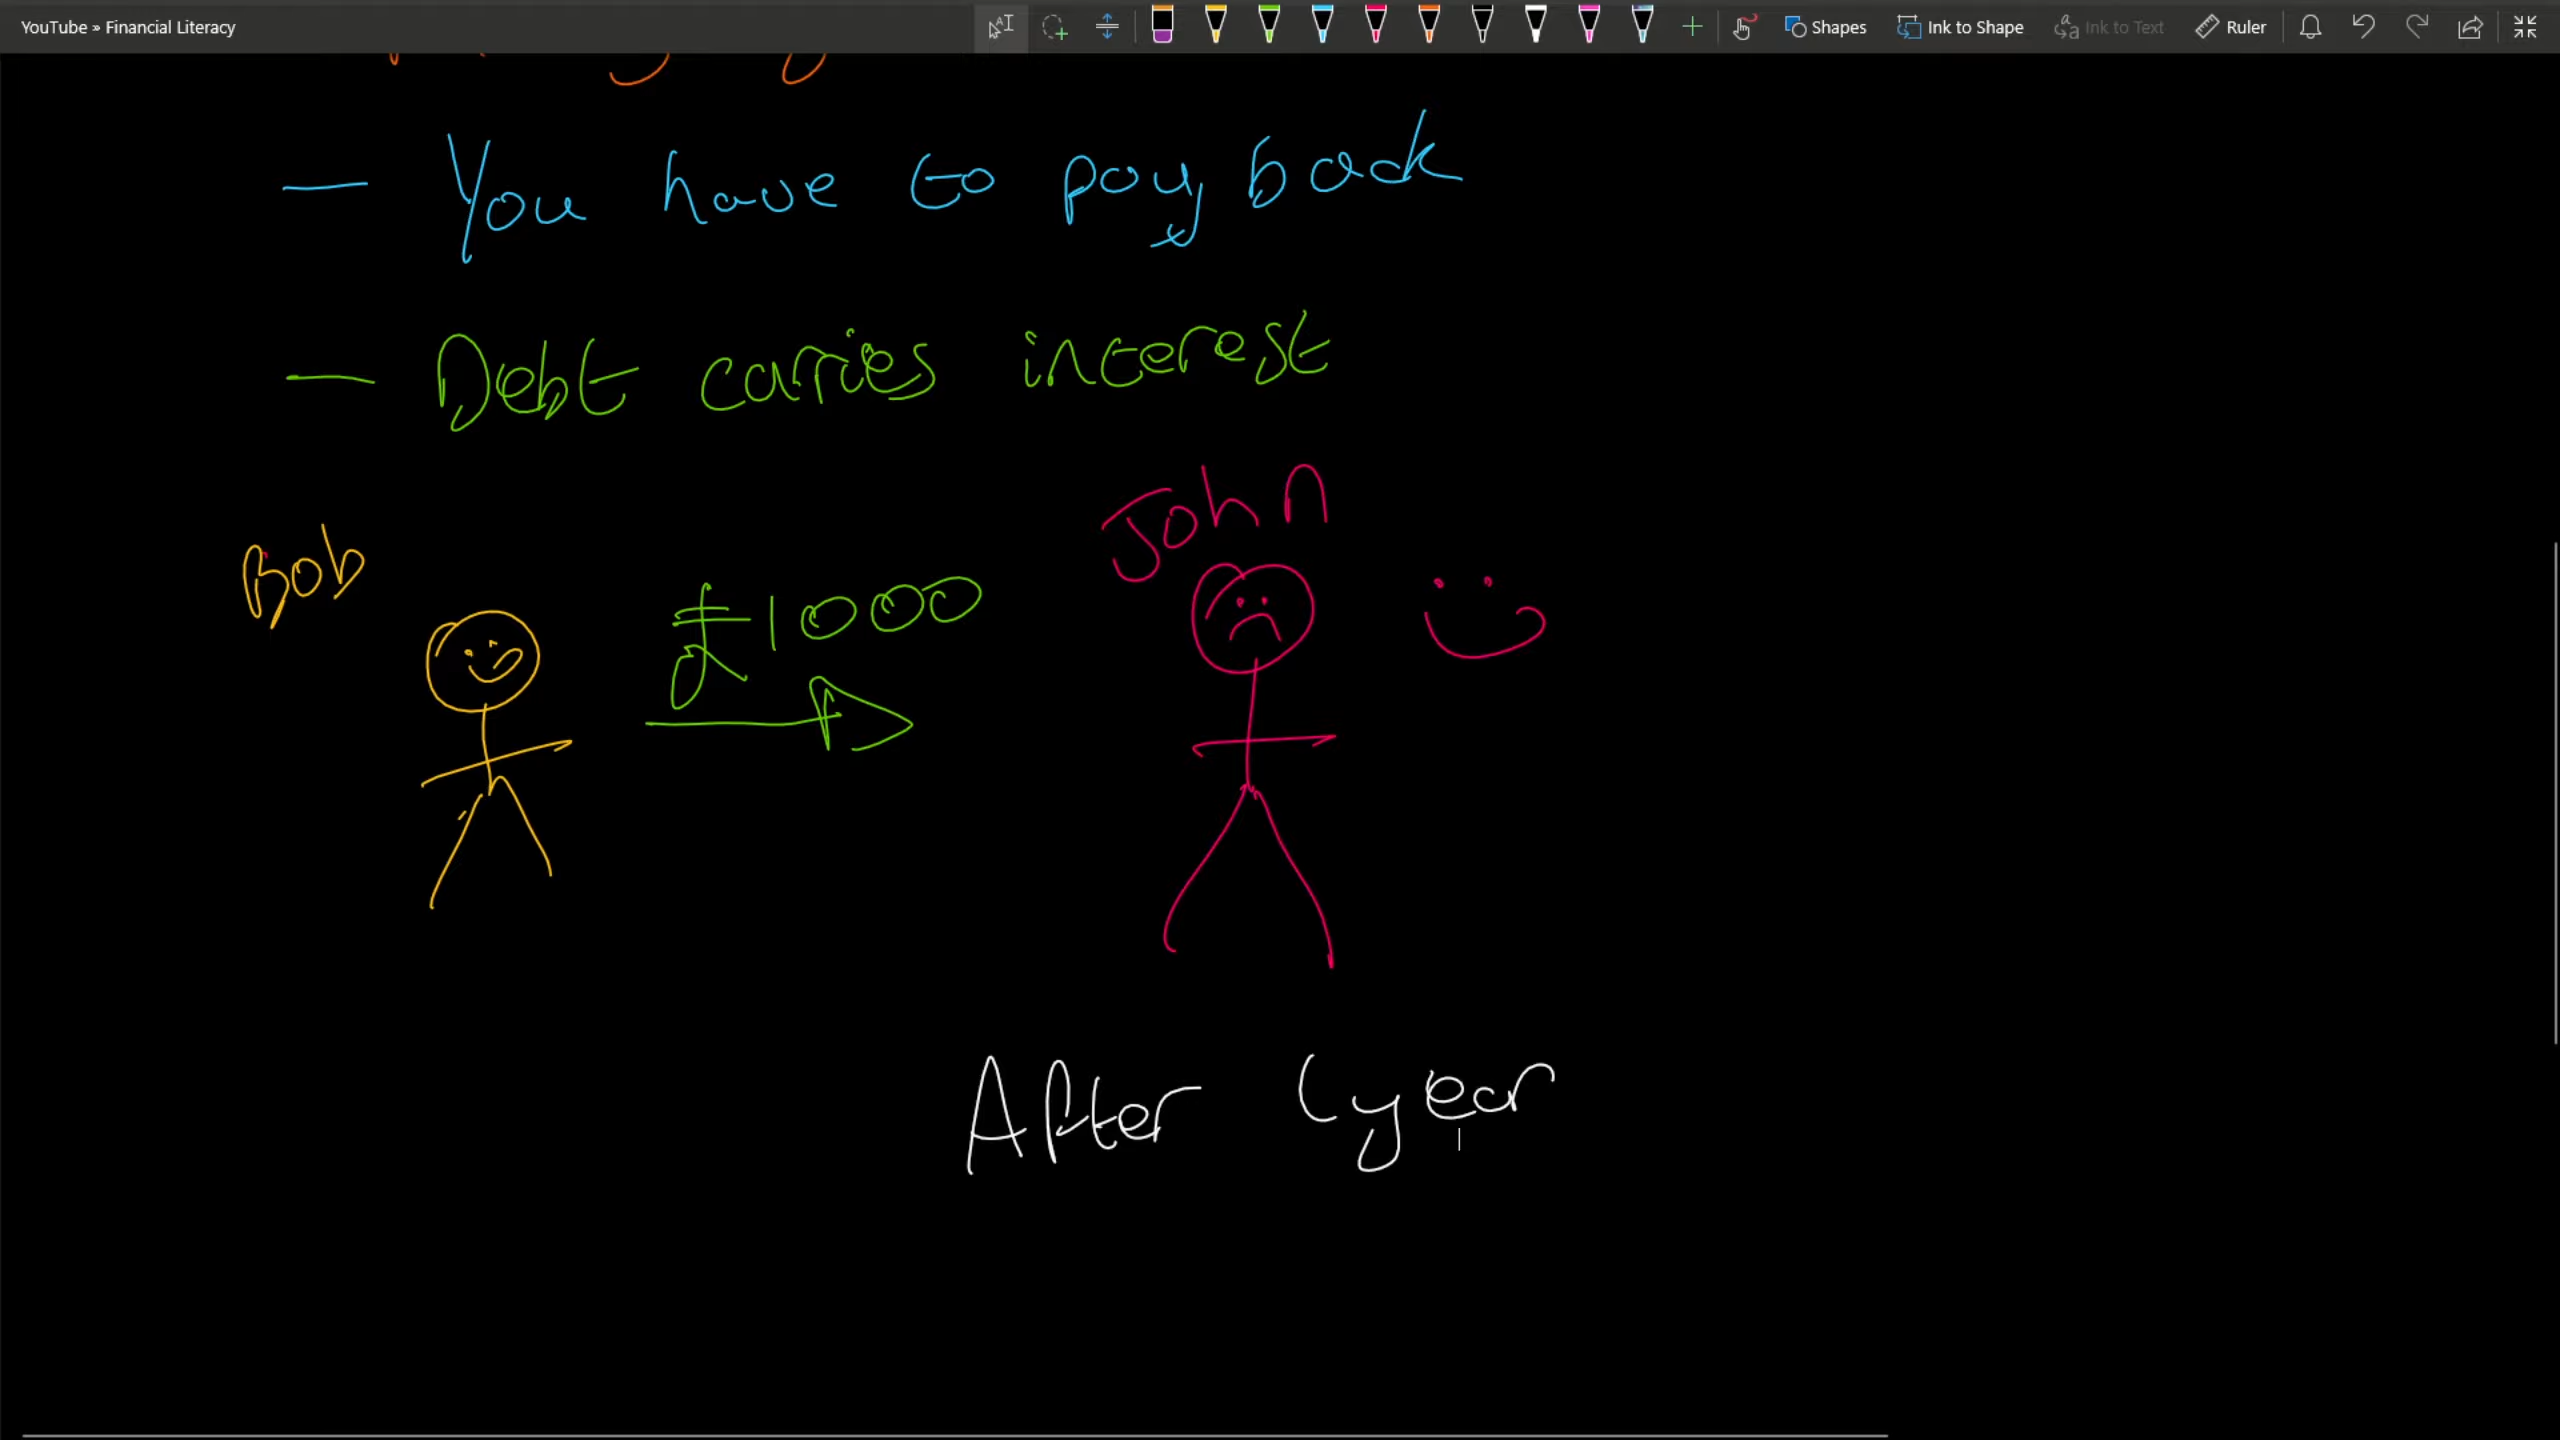 YouTube » Financial Literacy
Shapes
Ink to Shape
Ink to Text
Ruler
— You have to pay back
— Debt carries interest
John
Bob
£1000
After 1 year